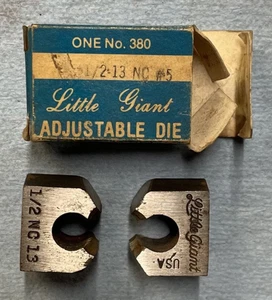 ONE No. 380
1/2-13 NC #5
Little Giant
ADJUSTABLE DIE
1/2 NC 13
Little Giant
USA